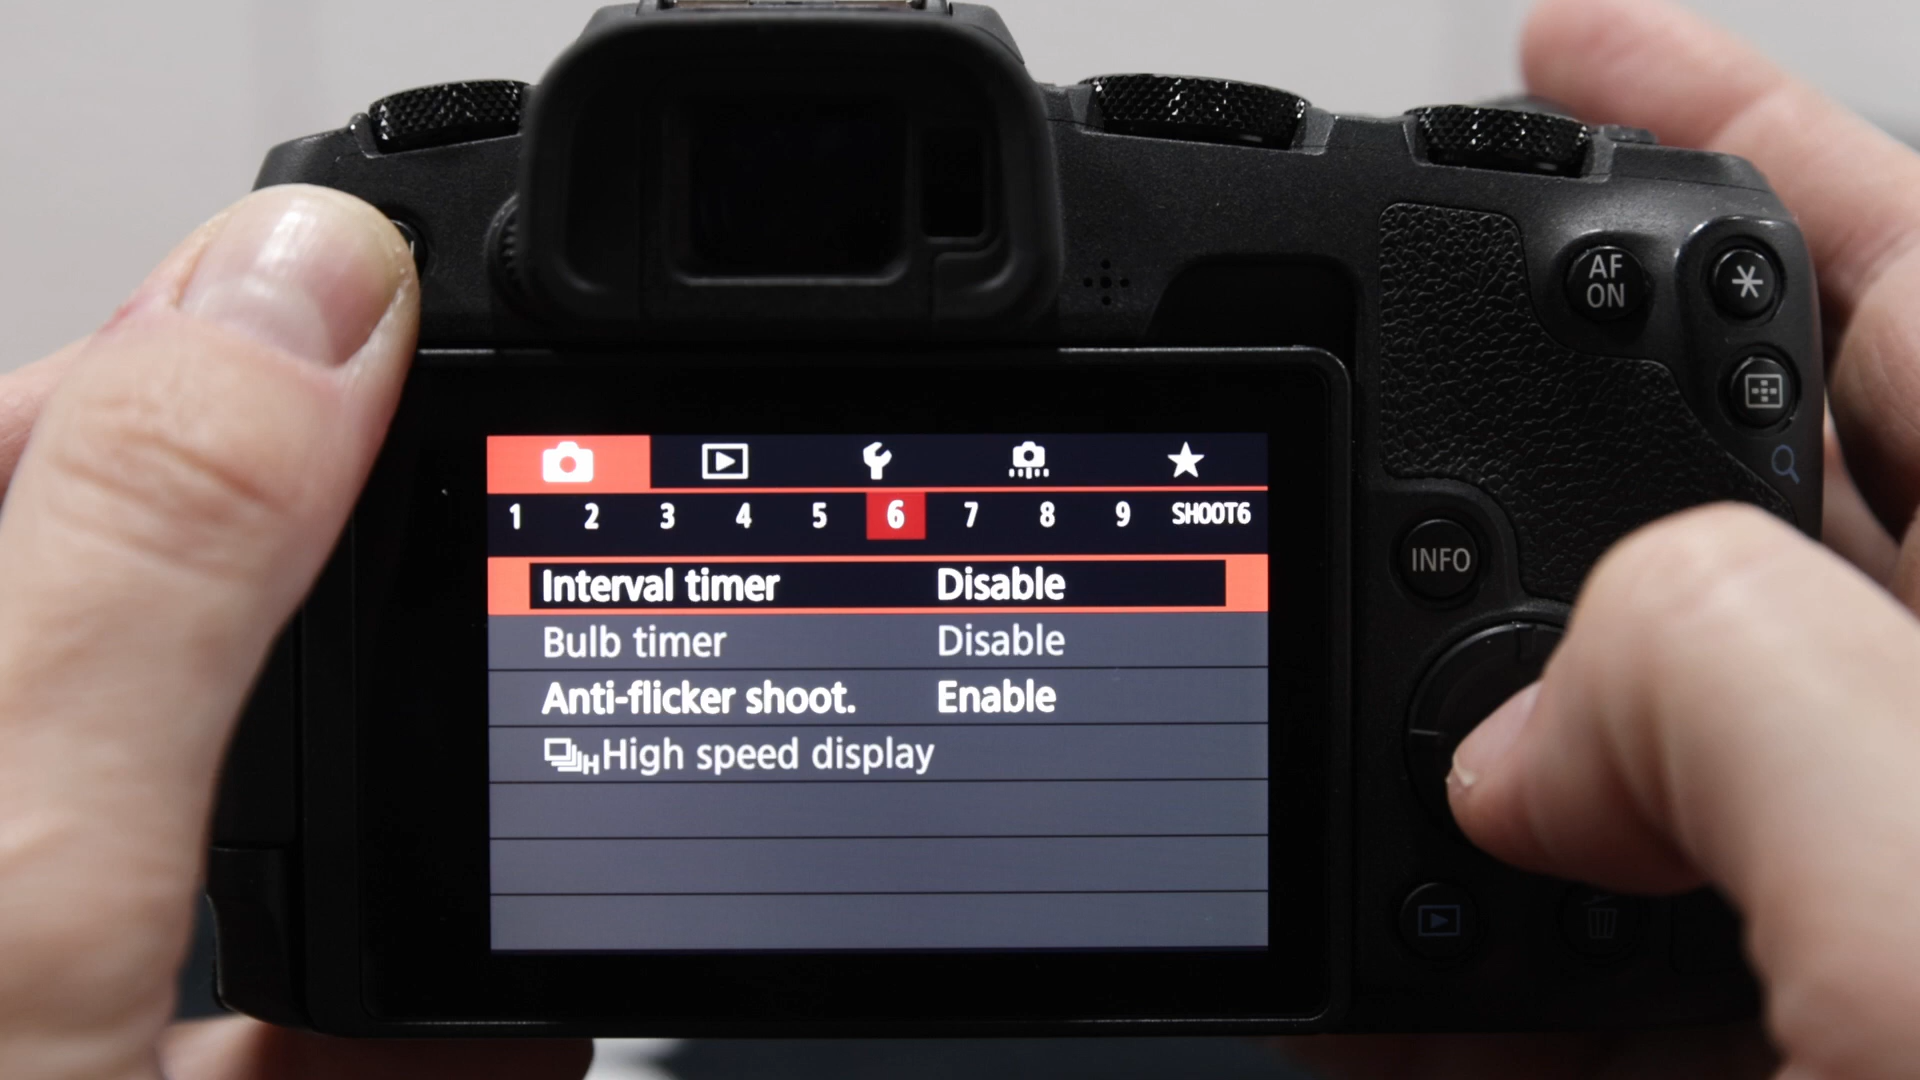 AF
ON
INFO
1 2 3 4 5 6 7 8 9 SHOOT6
Interval timer Disable
Bulb timer Disable
Anti-flicker shoot. Enable
H High speed display